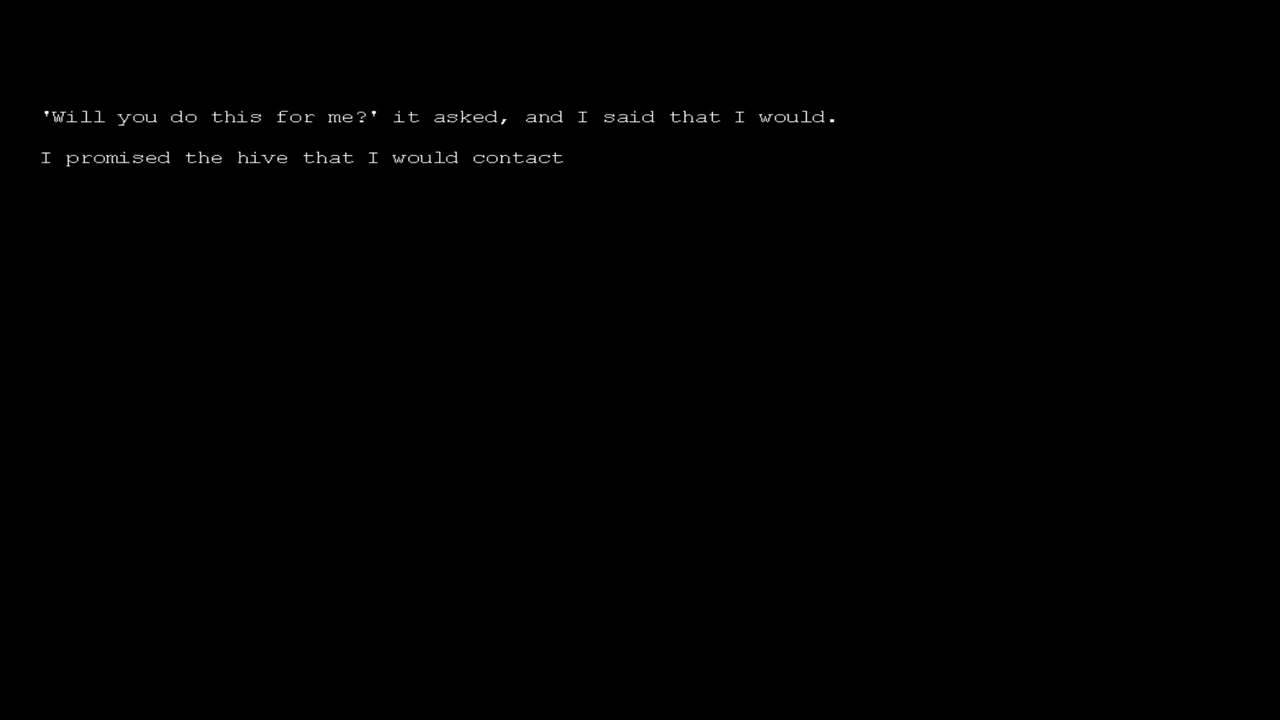 'Will you do this for me?' it asked, and I said that I would.
I promised the hive that I would contact